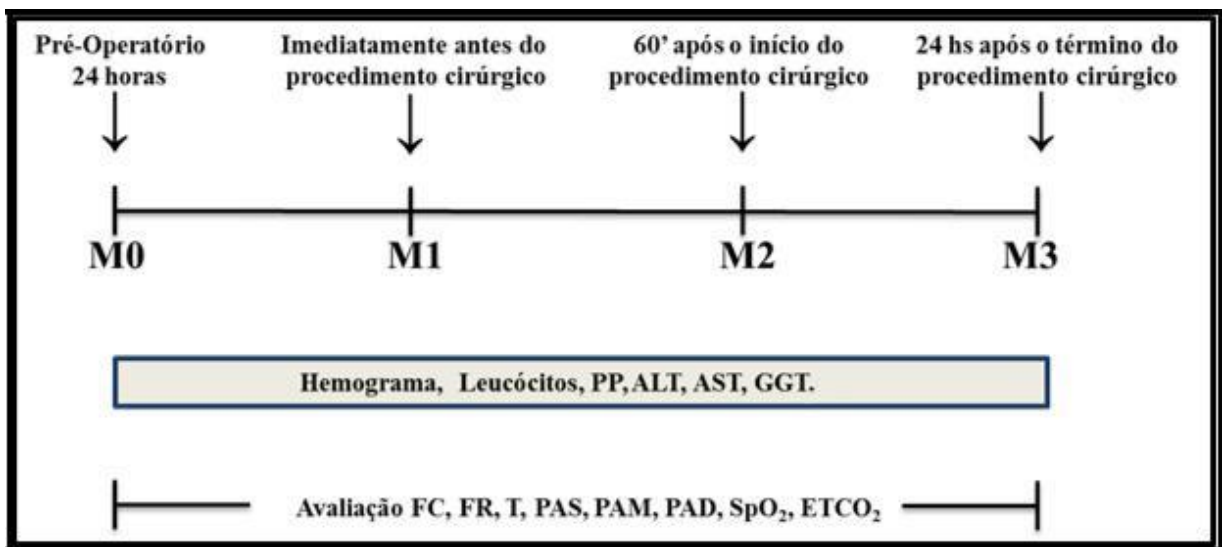 Pré-Operatório
24 horas
Imediatamente antes do
procedimento cirúrgico
60’ após o início do
procedimento cirúrgico
24 hs após o término do
procedimento cirúrgico
M0
M1
M2
M3
Hemograma, Leucócitos, PP, ALT, AST, GGT.
Avaliação FC, FR, T, PAS, PAM, PAD, SpO₂, ETCO₂